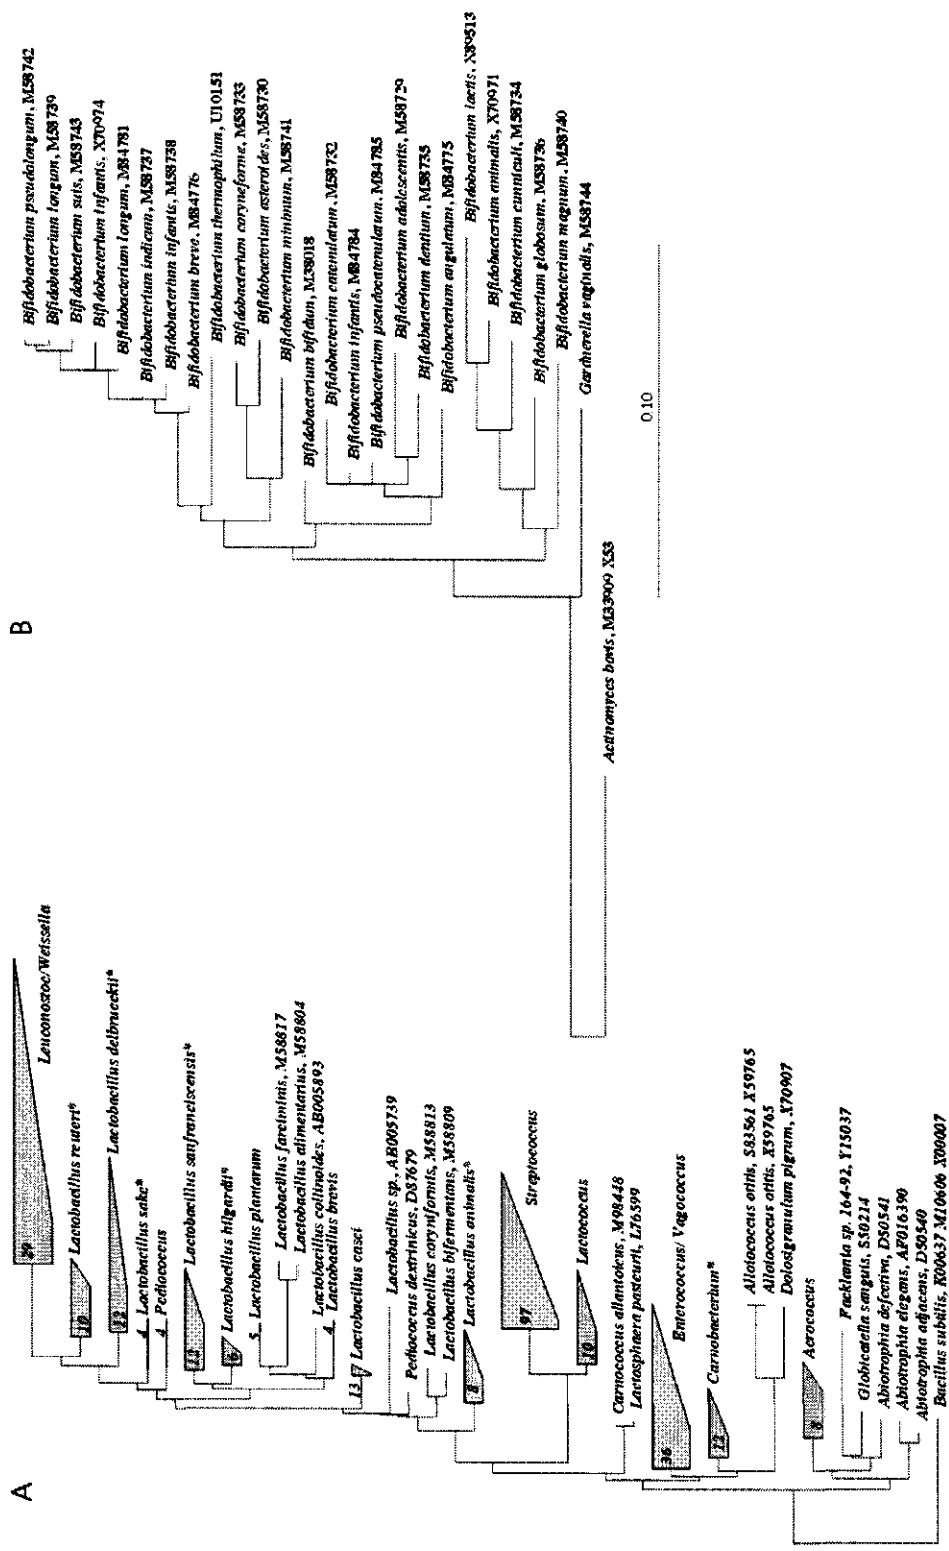 A
29 Leuconostoc/Weissella
10 Lactobacillus reuteri*
12 Lactobacillus delbrueckii*
4 Lactobacillus sake*
4 Pediococcus
Lactobacillus sanfranciscensis*
6 Lactobacillus hilgardi*
5 Lactobacillus plantarum
Lactobacillus farciminis, M58817
Lactobacillus alimentarius, M58804
Lactobacillus collinoides, AB005893
4 Lactobacillus brevis
13 Lactobacillus casei
Lactobacillus sp., AB005739
Pediococcus dextrinicus, D87679
Lactobacillus coryniformis, M58813
Lactobacillus bifermentans, M58809
8 Lactobacillus animalis*
97 Streptococcus
10 Lactococcus
Carnococcus allantoicus, M98448
Lactosphaera pasteurii, L76599
36 Enterococcus/ Vagococcus
12 Carnobacterium*
Alloiococcus otitis, S83561 X59765
Alloiococcus otitis, X59765
Dolosigranulum pigrum, X70907
8 Aerococcus
Facklamia sp. 164-92, Y15037
Globicatella sanguis, S50214
Abiotrophia defectiva, D50541
Abiotrophia elegans, AF016390
Abiotrophia adjacens, D50540
Bacillus subtilis, K00637 M10606 X00007
B
Bifidobacterium pseudolongum, M58742
Bifidobacterium longum, M58739
Bifidobacterium suis, M58743
Bifidobacterium infantis, X70974
Bifidobacterium longum, M84781
Bifidobacterium indicum, M58737
Bifidobacterium infantis, M58738
Bifidobacterium breve, M84776
Bifidobacterium thermophilum, U10151
Bifidobacterium coryneforme, M58733
Bifidobacterium asteroides, M58730
Bifidobacterium minimum, M58741
Bifidobacterium bifidum, M38018
Bifidobacterium catenulatum, M58732
Bifidobacterium infantis, M84784
Bifidobacterium pseudocatenulatum, M84785
Bifidobacterium adolescentis, M58729
Bifidobacterium dentium, M58735
Bifidobacterium angulatum, M84775
Bifidobacterium lactis, X89513
Bifidobacterium animalis, X70971
Bifidobacterium cuniculi, M58734
Bifidobacterium globosum, M58736
Bifidobacterium magnum, M58740
Gardnerella vaginalis, M58744
Actinomyces bovis, M33909 X53
0.10